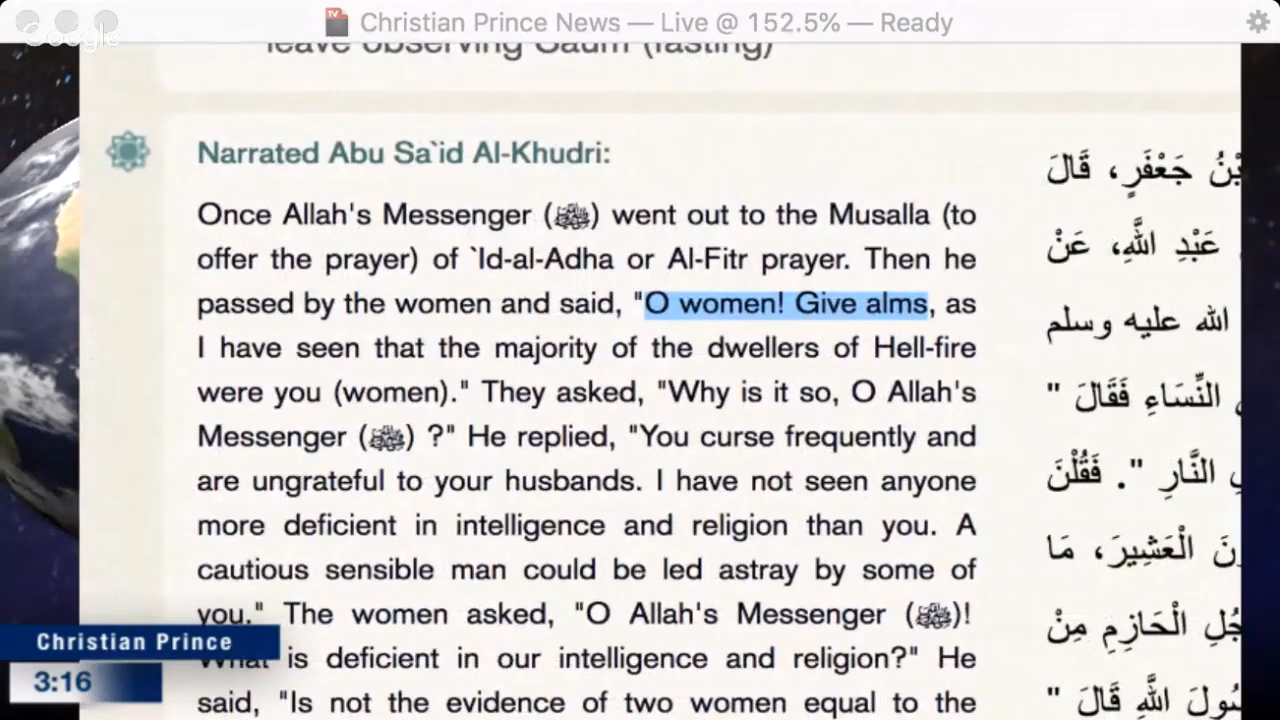 Christian Prince News — Live @ 152.5% — Ready
Google
leave observing Saum (fasting)
Narrated Abu Sa`id Al-Khudri:
Once Allah's Messenger (ﷺ) went out to the Musalla (to
offer the prayer) of `Id-al-Adha or Al-Fitr prayer. Then he
passed by the women and said, "O women! Give alms, as
I have seen that the majority of the dwellers of Hell-fire
were you (women)." They asked, "Why is it so, O Allah's
Messenger (ﷺ) ?" He replied, "You curse frequently and
are ungrateful to your husbands. I have not seen anyone
more deficient in intelligence and religion than you. A
cautious sensible man could be led astray by some of
you." The women asked, "O Allah's Messenger (ﷺ)!
What is deficient in our intelligence and religion?" He
said, "Is not the evidence of two women equal to the
بْنُ جَعْفَرٍ، قَالَ
عَبْدِ اللَّهِ، عَنْ
الله عليه وسلم
النِّسَاءِ فَقَالَ "
النَّارِ ". فَقُلْنَ
الْعَشِيرَ، مَا
الْحَازِمِ مِنْ
اللَّهِ قَالَ "
Christian Prince
3:16
TV